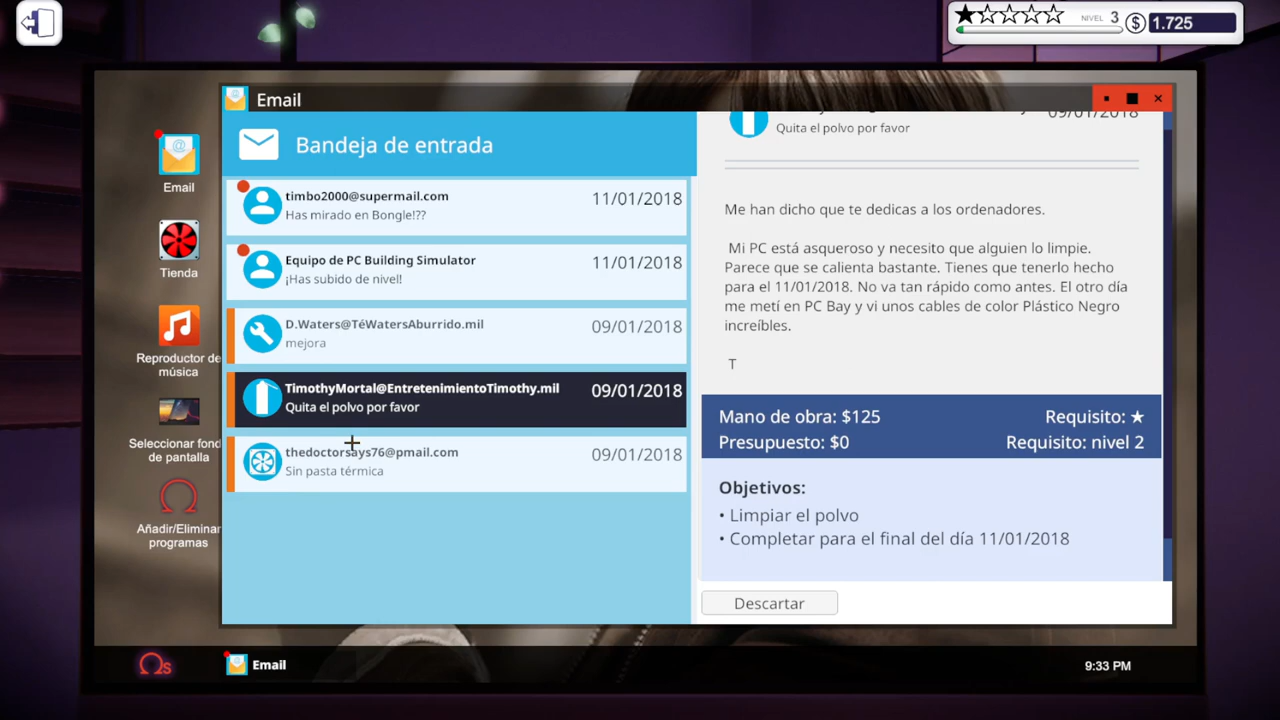 NIVEL 3
$ 1.725
Email
Email
Tienda
Reproductor de
música
Seleccionar fond
de pantalla
Añadir/Eliminar
programas
Bandeja de entrada
timbo2000@supermail.com 11/01/2018
Has mirado en Bongle!??
Equipo de PC Building Simulator 11/01/2018
¡Has subido de nivel!
D.Waters@TéWatersAburrido.mil 09/01/2018
mejora
TimothyMortal@EntretenimientoTimothy.mil 09/01/2018
Quita el polvo por favor
thedoctorsays76@pmail.com 09/01/2018
Sin pasta térmica
09/01/2018
Quita el polvo por favor
Me han dicho que te dedicas a los ordenadores.
Mi PC está asqueroso y necesito que alguien lo limpie.
Parece que se calienta bastante. Tienes que tenerlo hecho
para el 11/01/2018. No va tan rápido como antes. El otro día
me metí en PC Bay y vi unos cables de color Plástico Negro
increíbles.
T
Mano de obra: $125 Requisito: ★
Presupuesto: $0 Requisito: nivel 2
Objetivos:
• Limpiar el polvo
• Completar para el final del día 11/01/2018
Descartar
Ωs
Email
9:33 PM